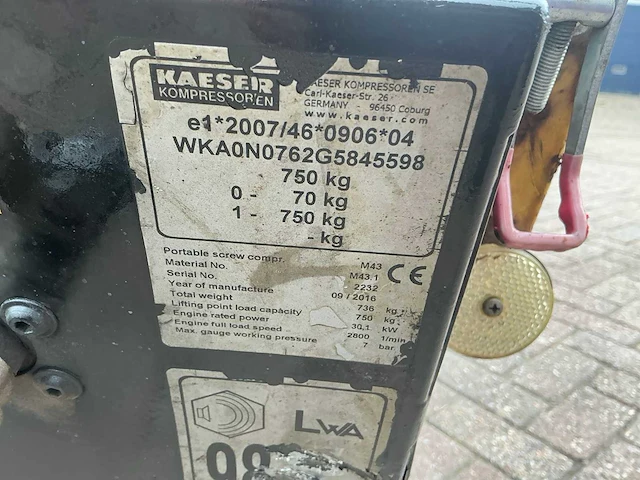 KAESER
KOMPRESSOREN
KAESER KOMPRESSOREN SE
Carl-Kaeser-Str. 26
GERMANY 96450 Coburg
www.kaeser.com
e1*2007/46*0906*04
WKA0N0762G5845598
750 kg
0 - 70 kg
1 - 750 kg
- kg
Portable screw compr. M43
Material No. M43.1
Serial No. 2232
Year of manufacture 09 / 2016
Total weight 736 kg
Lifting point load capacity 750 kg
Engine rated power 30,1 kW
Engine full load speed 2800 1/min
Max. gauge working pressure 7 bar
CE
LWA
98